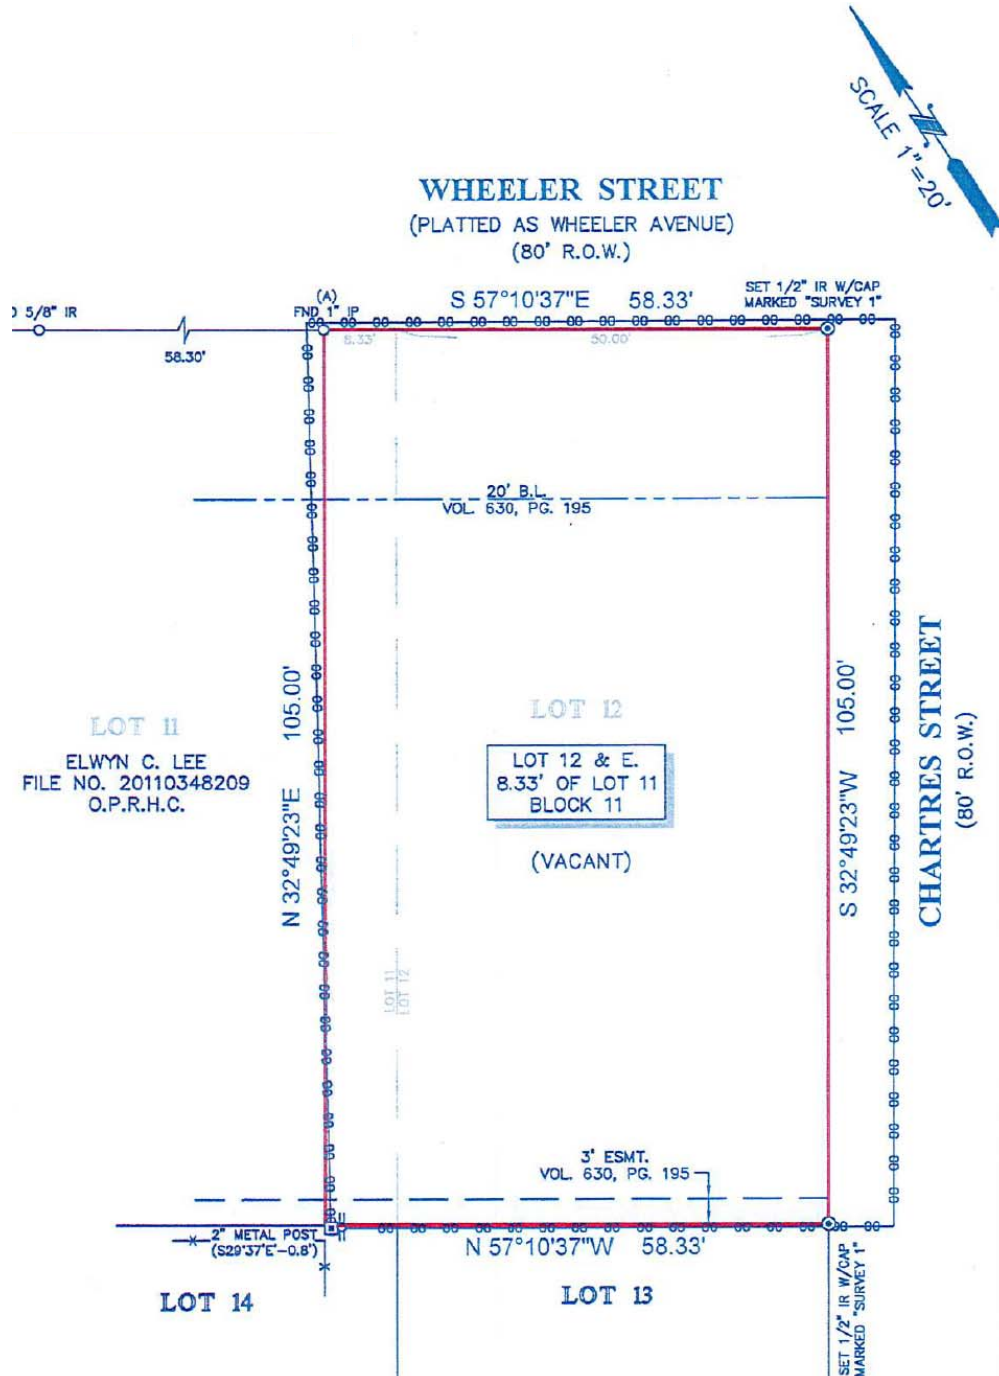 SCALE 1"=20'
WHEELER STREET
(PLATTED AS WHEELER AVENUE)
(80' R.O.W.)
5/8" IR
58.30'
(A)
FND 1" IP
S 57°10'37"E 58.33'
SET 1/2" IR W/CAP
MARKED "SURVEY 1"
8.33'
50.00'
20' B.L.
VOL. 630, PG. 195
LOT 11
ELWYN C. LEE
FILE NO. 20110348209
O.P.R.H.C.
N 32°49'23"E 105.00'
LOT 12
LOT 12 & E.
8.33' OF LOT 11
BLOCK 11
(VACANT)
S 32°49'23"W 105.00'
CHARTRES STREET
(80' R.O.W.)
LOT 11
LOT 12
3' ESMT.
VOL. 630, PG. 195
2" METAL POST
(S29'37'E'-0.8')
N 57°10'37"W 58.33'
LOT 14
LOT 13
SET 1/2" IR W/CAP
MARKED "SURVEY 1"